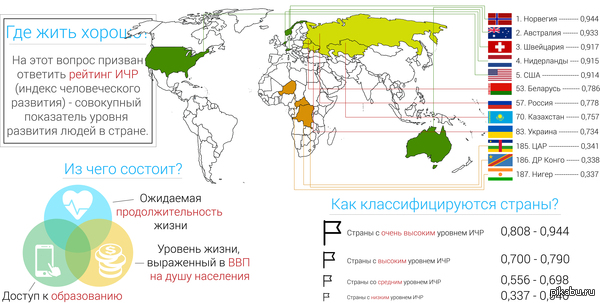 Где жить хорошо?
На этот вопрос призван
ответить рейтинг ИЧР
(индекс человеческого
развития) - совокупный
показатель уровня
развития людей в стране.
1. Норвегия 0,944
2. Австралия 0,933
3. Швейцария 0,917
4. Нидерланды 0,915
5. США 0,914
53. Беларусь 0,786
57. Россия 0,778
70. Казахстан 0,757
83. Украина 0,734
185. ЦАР 0,341
186. ДР Конго 0,338
187. Нигер 0,337
Из чего состоит?
Ожидаемая
продолжительность
жизни
Уровень жизни,
выраженный в ВВП
на душу населения
Доступ к образованию
Как классифицируются страны?
Страны с очень высоким уровнем ИЧР 0,808 - 0,944
Страны с высоким уровнем ИЧР 0,700 - 0,790
Страны со средним уровнем ИЧР 0,556 - 0,698
Страны с низким уровнем ИЧР 0,337 - 0,540
pikabu.ru